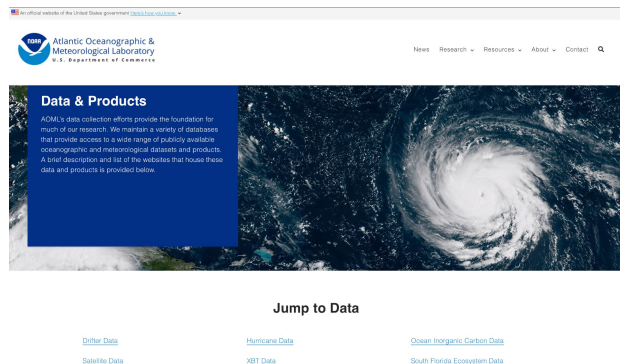 An official website of the United States government Here's how you know
NOAA
Atlantic Oceanographic &
Meteorological Laboratory
U.S. Department of Commerce
News Research Resources About Contact
Data & Products
AOML's data collection efforts provide the foundation for
much of our research. We maintain a variety of databases
that provide access to a wide range of publicly available
oceanographic and meteorological datasets and products.
A brief description and list of the websites that house these
data and products is provided below.
Jump to Data
Drifter Data Hurricane Data Ocean Inorganic Carbon Data
Satellite Data XBT Data South Florida Ecosystem Data